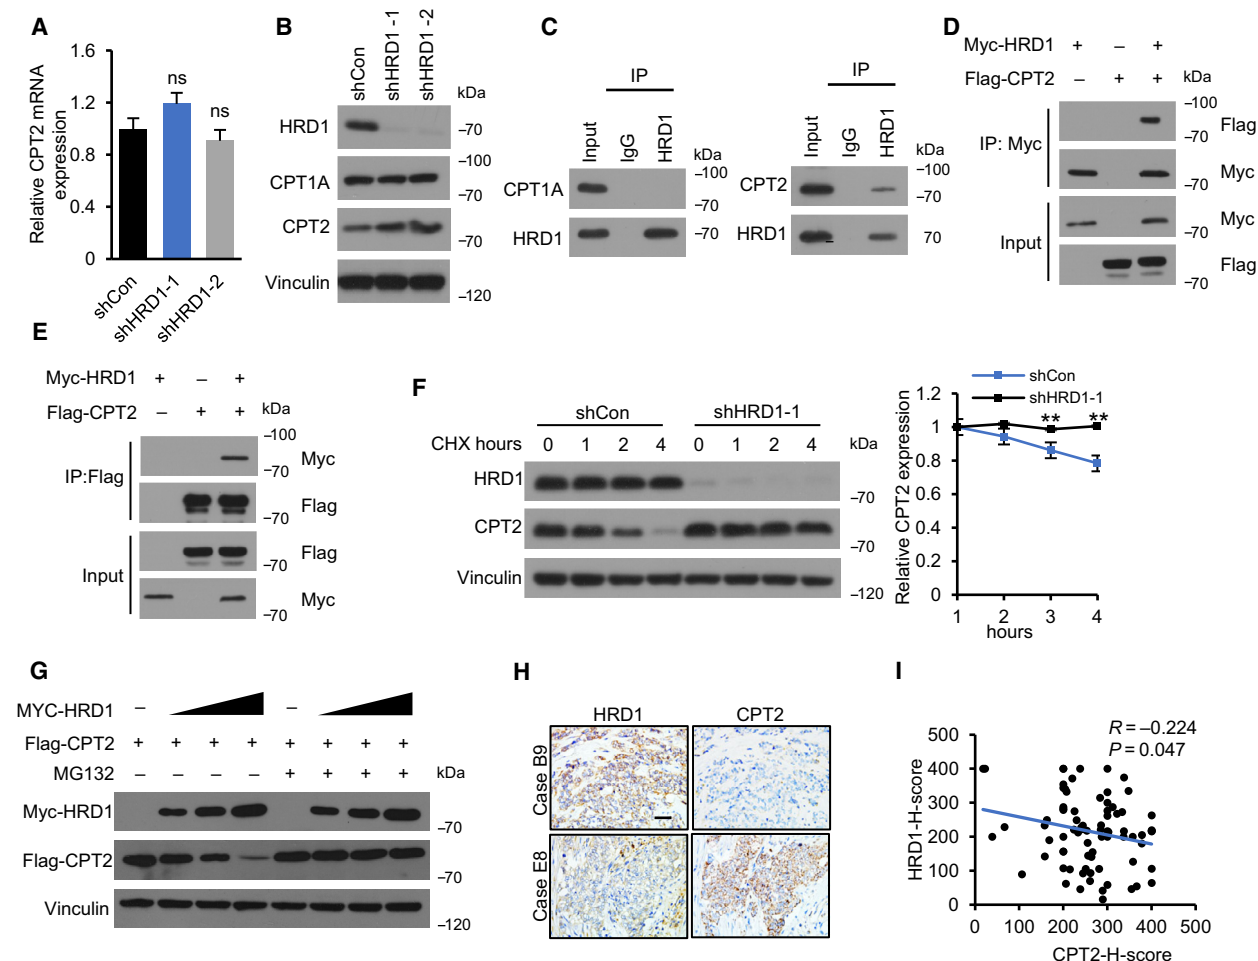 A
Relative CPT2 mRNA
expression
1.6
1.2
0.8
0.4
0
ns
ns
shCon
shHRD1-1
shHRD1-2
B
shCon
shHRD1 -1
shHRD1 -2
kDa
HRD1
–70
CPT1A
–100
–70
CPT2
–70
Vinculin
–120
C
IP
Input
IgG
HRD1
kDa
CPT1A
–100
–70
HRD1
–70
IP
Input
IgG
HRD1
kDa
CPT2
–100
–70
HRD1
70
D
Myc-HRD1 + – +
Flag-CPT2 – + +
kDa
IP: Myc
–100
–70
Flag
Myc
–70
Input
Myc
Flag
–70
E
Myc-HRD1 + – +
Flag-CPT2 – + +
kDa
IP:Flag
–100
–70
Myc
Flag
–70
Input
Flag
–70
Myc
–70
F
shCon shHRD1-1
CHX hours 0 1 2 4 0 1 2 4 kDa
HRD1
–70
CPT2
–70
Vinculin
–120
shCon
shHRD1-1
Relative CPT2 expression
1.2
1
0.8
0.6
0.4
0.2
0
** **
1 2 3 4
hours
G
MYC-HRD1 – –
Flag-CPT2 + + + + + + + +
MG132 – – – – + + + + kDa
Myc-HRD1
–70
Flag-CPT2
–70
Vinculin
–120
H
HRD1 CPT2
Case B9
Case E8
I
R = –0.224
P = 0.047
HRD1-H-score
500
400
300
200
100
0
0 100 200 300 400 500
CPT2-H-score